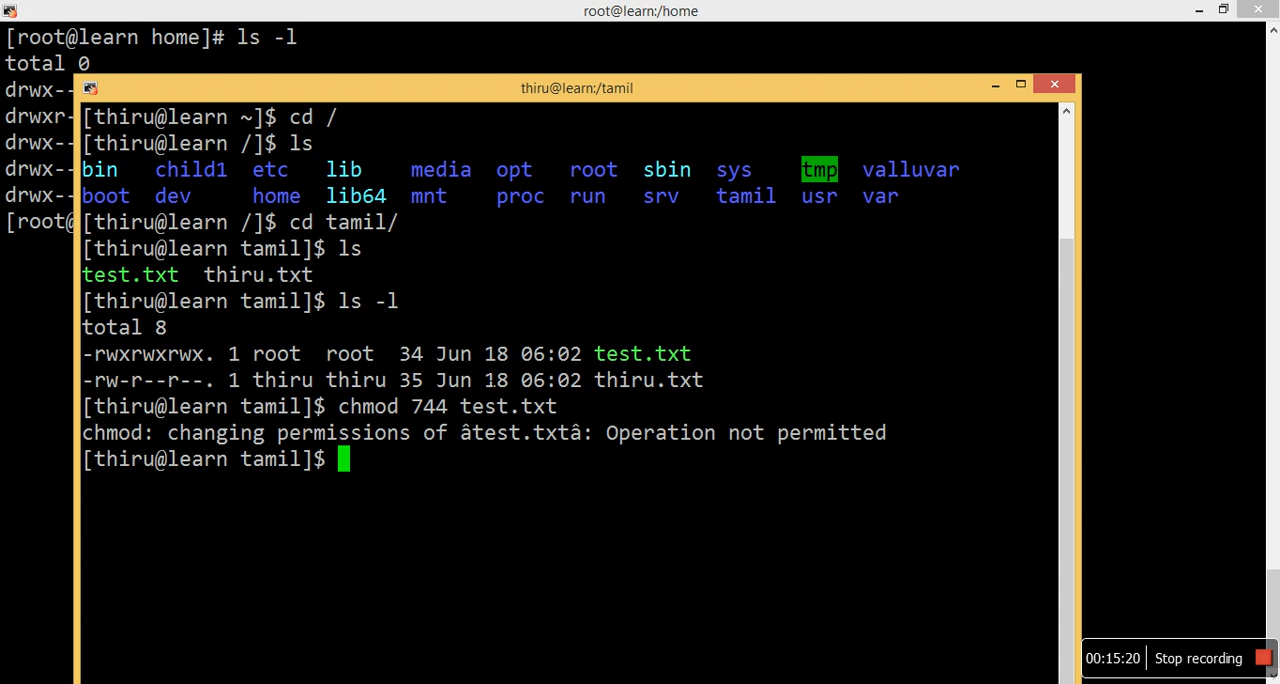 root@learn:/home
[root@learn home]# ls -l
total 0
drwx--
drwxr-
drwx--
drwx--
drwx--
[root@
thiru@learn:/tamil
[thiru@learn ~]$ cd /
[thiru@learn /]$ ls
bin child1 etc lib media opt root sbin sys tmp valluvar
boot dev home lib64 mnt proc run srv tamil usr var
[thiru@learn /]$ cd tamil/
[thiru@learn tamil]$ ls
test.txt thiru.txt
[thiru@learn tamil]$ ls -l
total 8
-rwxrwxrwx. 1 root root 34 Jun 18 06:02 test.txt
-rw-r--r--. 1 thiru thiru 35 Jun 18 06:02 thiru.txt
[thiru@learn tamil]$ chmod 744 test.txt
chmod: changing permissions of âtest.txtâ: Operation not permitted
[thiru@learn tamil]$
00:15:20 Stop recording